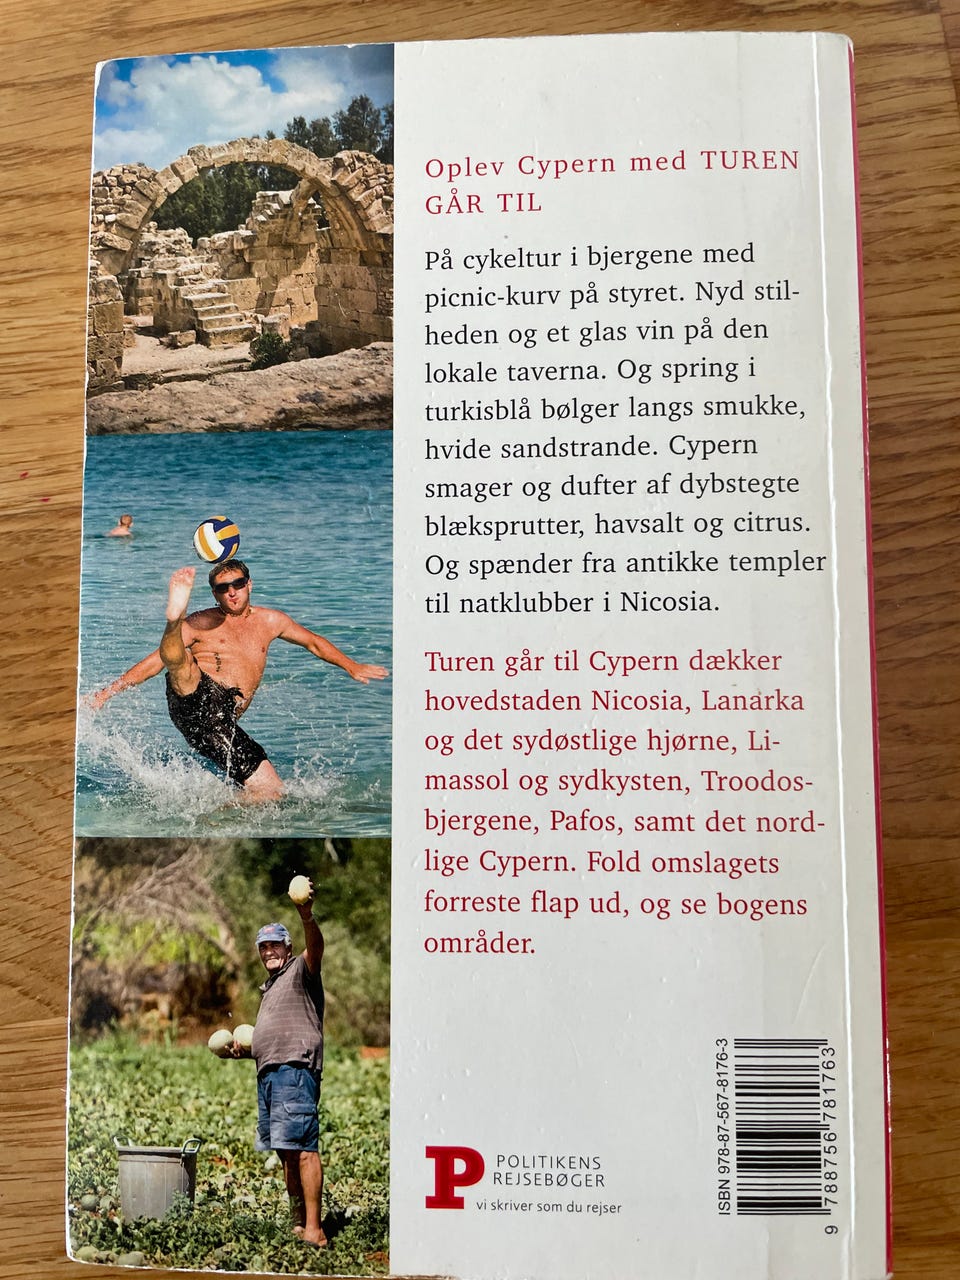 Oplev Cypern med TUREN
GÅR TIL
På cykeltur i bjergene med
picnic-kurv på styret. Nyd stil-
heden og et glas vin på den
lokale taverna. Og spring i
turkisblå bølger langs smukke,
hvide sandstrande. Cypern
smager og dufter af dybstegte
blæksprutter, havsalt og citrus.
Og spænder fra antikke templer
til natklubber i Nicosia.
Turen går til Cypern dækker
hovedstaden Nicosia, Lanarka
og det sydøstlige hjørne, Li-
massol og sydkysten, Troodos-
bjergene, Pafos, samt det nord-
lige Cypern. Fold omslagets
forreste flap ud, og se bogens
områder.
P
POLITIKENS
REJSEBØGER
vi skriver som du rejser
ISBN 978-87-567-8176-3
9 788756 781763